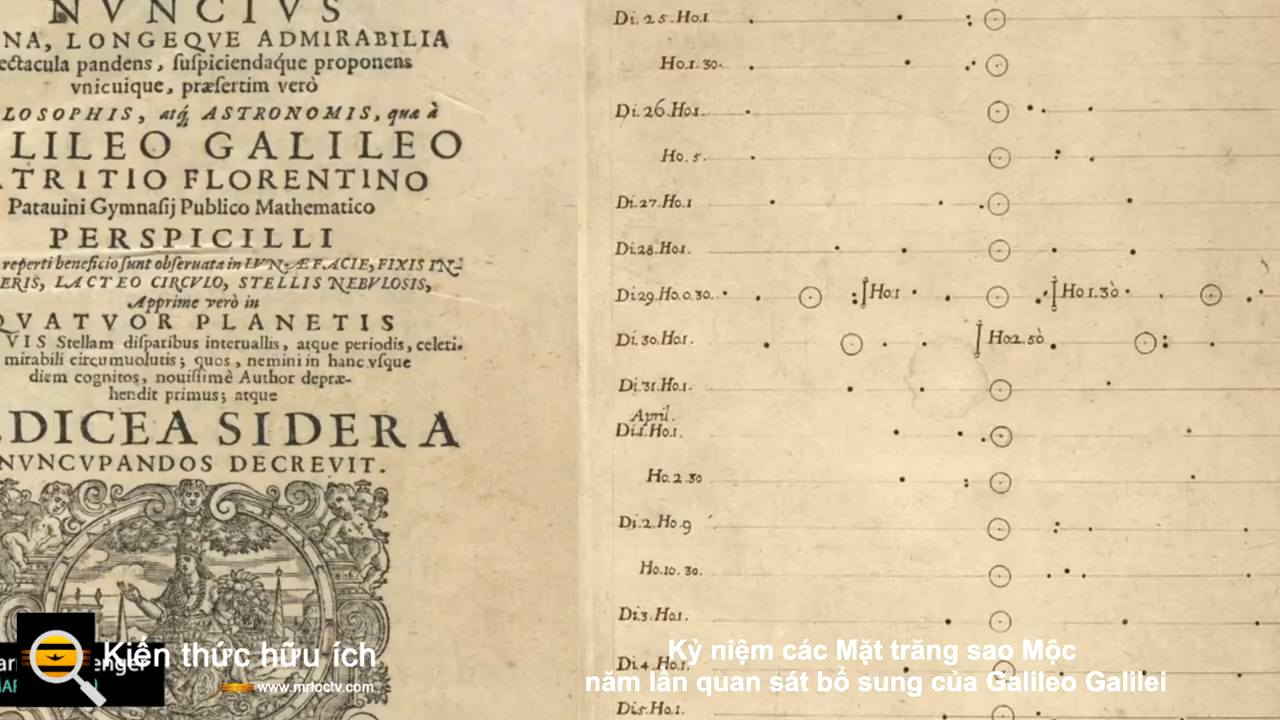 NVNCIVS
NA, LONGEQVE ADMIRABILIA
ectacula pandens, ſuſpiciendaque proponens
vnicuique, præſertim verò
LOSOPHIS, atq́; ASTRONOMIS, quæ à
LILEO GALILEO
TRITIO FLORENTINO
Patauini Gymnaſij Publico Mathematico
PERSPICILLI
reperti beneficio ſunt obſeruata in LVNÆ FACIE, FIXIS IN-
ERIS, LACTEO CIRCVLO, STELLIS NEBVLOSIS,
Apprime verò in
QVATVOR PLANETIS
VIS Stellam diſparibus interuallis, atque periodis, celeri-
mirabili circumuolutis; quos, nemini in hanc vſque
diem cognitos, nouiſſimè Author depræ-
hendit primus; atque
DICEA SIDERA
NVNCVPANDOS DECREVIT.
Di. 25. Ho.1
Ho.1. 30.
Di. 26. Ho.1.
Ho. 5.
Di. 27. Ho.1
Di. 28. Ho.1.
Di. 29. Ho. 0. 30. Ho.1 Ho 1. 30
Di. 30. Ho.1. Ho2. 50
Di. 31. Ho.1.
April.
Di.1. Ho.1.
Ho. 2. 30
Di. 2. Ho. 9
Ho. 10. 30.
Di.3. Ho.1.
Di.4. Ho.1.
Di5. Ho.1.
enger
Kiến thức hữu ích
www.mrloctv.com
Kỷ niệm các Mặt trăng sao Mộc
năm lần quan sát bổ sung của Galileo Galilei